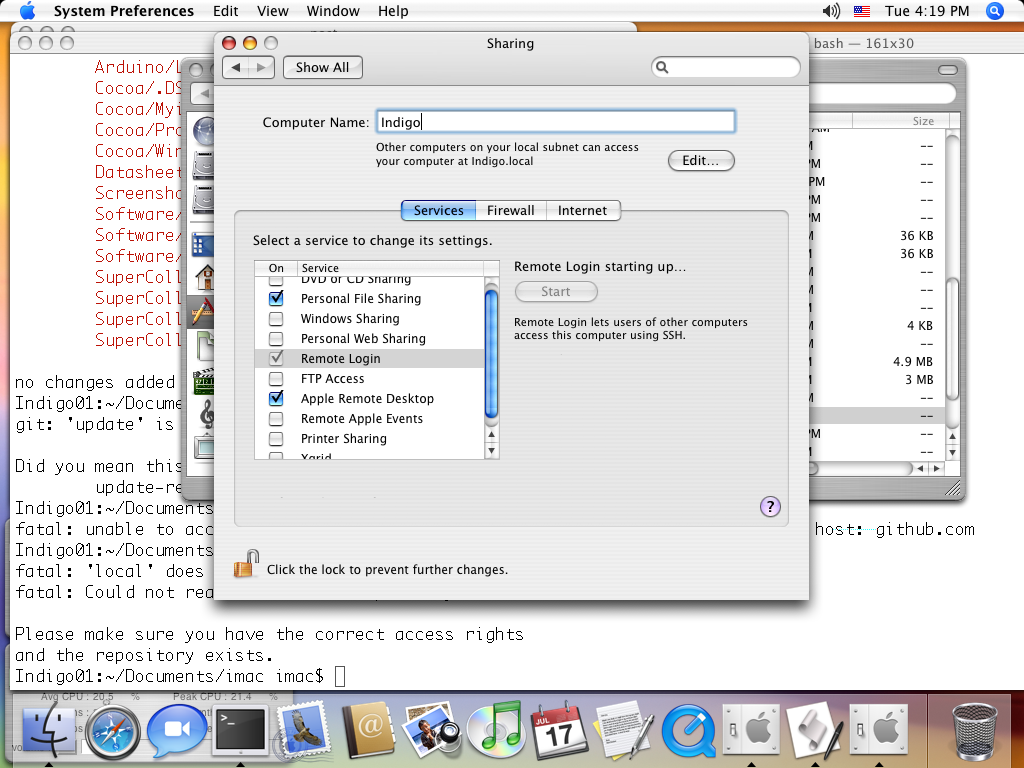 System Preferences Edit View Window Help Tue 4:19 PM
Sharing
bash — 161x30
Show All
Computer Name: Indigo
Other computers on your local subnet can access
your computer at Indigo.local
Edit...
Services Firewall Internet
Select a service to change its settings.
On Service
DVD or CD Sharing
Personal File Sharing
Windows Sharing
Personal Web Sharing
Remote Login
FTP Access
Apple Remote Desktop
Remote Apple Events
Printer Sharing
Xgrid
Remote Login starting up...
Start
Remote Login lets users of other computers
access this computer using SSH.
?
Click the lock to prevent further changes.
Arduino/
Cocoa/.DS
Cocoa/Myi
Cocoa/Pro
Cocoa/Win
Datasheet
Screensho
Software/
Software/
Software/
SuperColl
SuperColl
SuperColl
SuperColl
no changes added
Indigo01:~/Docume
git: 'update' is
Did you mean this
update-re
Indigo01:~/Documents
fatal: unable to acc
host: github.com
Indigo01:~/Documents
fatal: 'local' does
fatal: Could not rea
Please make sure you have the correct access rights
and the repository exists.
Indigo01:~/Documents/imac imac$
Size
--
--
PM --
PM --
--
PM --
36 KB
36 KB
--
--
4 KB
--
4.9 MB
3 MB
--
--
PM --
--
Avg CPU : 20.5 % Peak CPU : 21.4 %
JUL
17